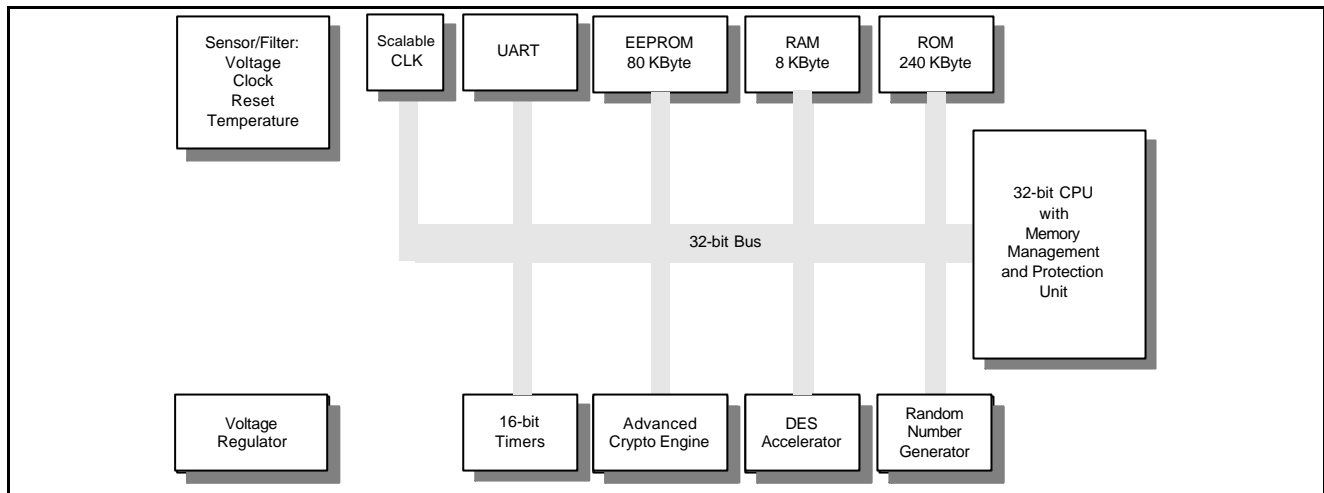 Sensor/Filter:
Voltage
Clock
Reset
Temperature
Scalable
CLK
UART
EEPROM
80 KByte
RAM
8 KByte
ROM
240 KByte
32-bit CPU
with
Memory
Management
and Protection
Unit
32-bit Bus
Voltage
Regulator
16-bit
Timers
Advanced
Crypto Engine
DES
Accelerator
Random
Number
Generator